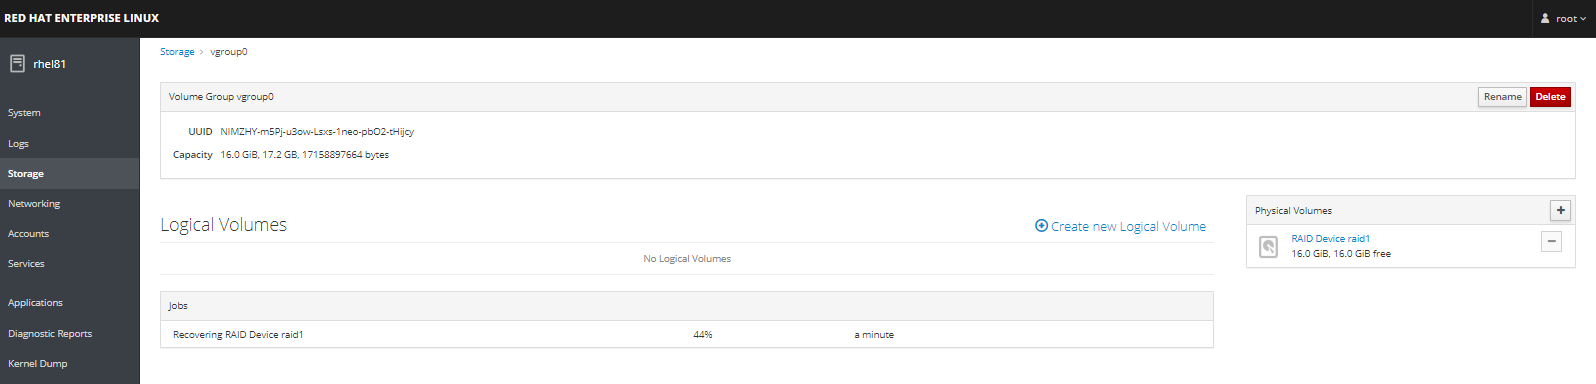 RED HAT ENTERPRISE LINUX
root
rhel81
System
Logs
Storage
Networking
Accounts
Services
Applications
Diagnostic Reports
Kernel Dump
Storage > vgroup0
Volume Group vgroup0
Rename
Delete
UUID NIMZHY-m5Pj-u3ow-Lsxs-1neo-pbO2-tHijcy
Capacity 16.0 GiB, 17.2 GB, 17158897664 bytes
Logical Volumes
Create new Logical Volume
No Logical Volumes
Jobs
Recovering RAID Device raid1 44% a minute
Physical Volumes
+
RAID Device raid1
16.0 GiB, 16.0 GiB free
−